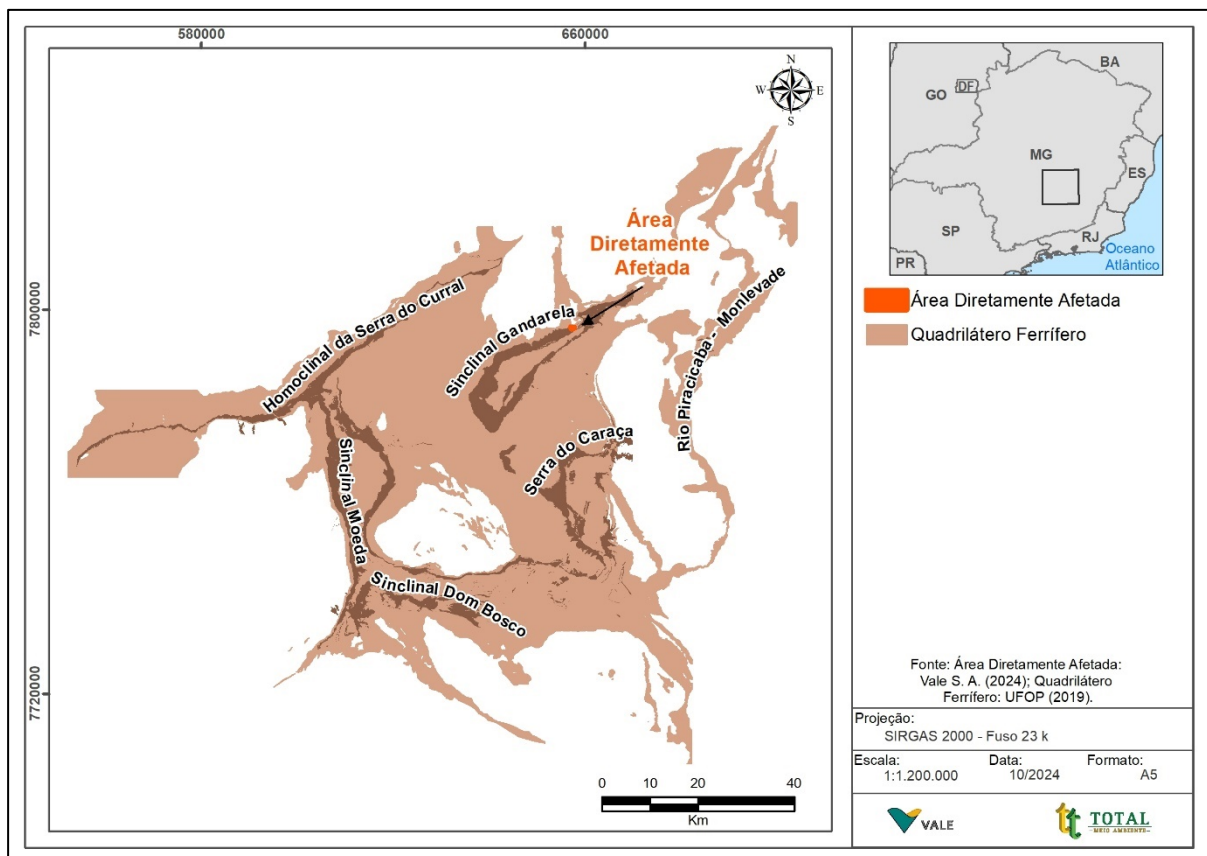 580000
660000
7800000
7720000
N
W E
S
Área
Diretamente
Afetada
Homoclinal da Serra do Curral
Sinclinal Gandarela
Rio Piracicaba - Monlevade
Serra do Caraça
Sinclinal Moeda
Sinclinal Dom Bosco
0 10 20 40
Km
BA
GO
DF
MG
ES
SP
RJ
PR
Oceano
Atlântico
Área Diretamente Afetada
Quadrilátero Ferrífero
Fonte: Área Diretamente Afetada:
Vale S. A. (2024); Quadrilátero
Ferrífero: UFOP (2019).
Projeção:
SIRGAS 2000 - Fuso 23 k
Escala: Data: Formato:
1:1.200.000 10/2024 A5
VALE
TOTAL
MEIO AMBIENTE